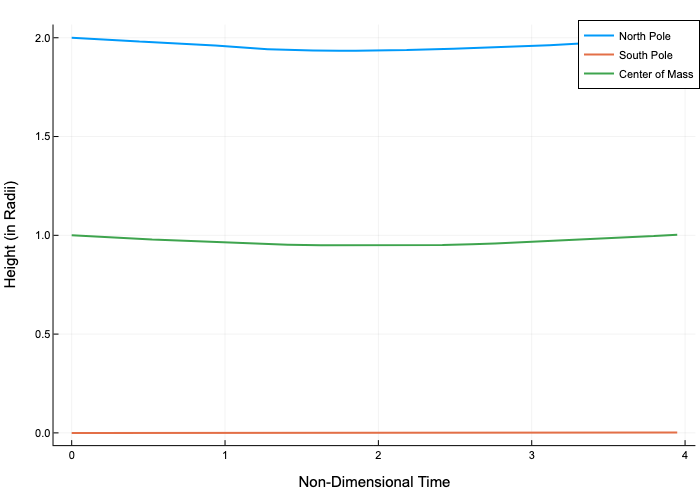 North Pole
South Pole
Center of Mass
2.0
1.5
1.0
0.5
0.0
Height (in Radii)
0 1 2 3 4
Non-Dimensional Time